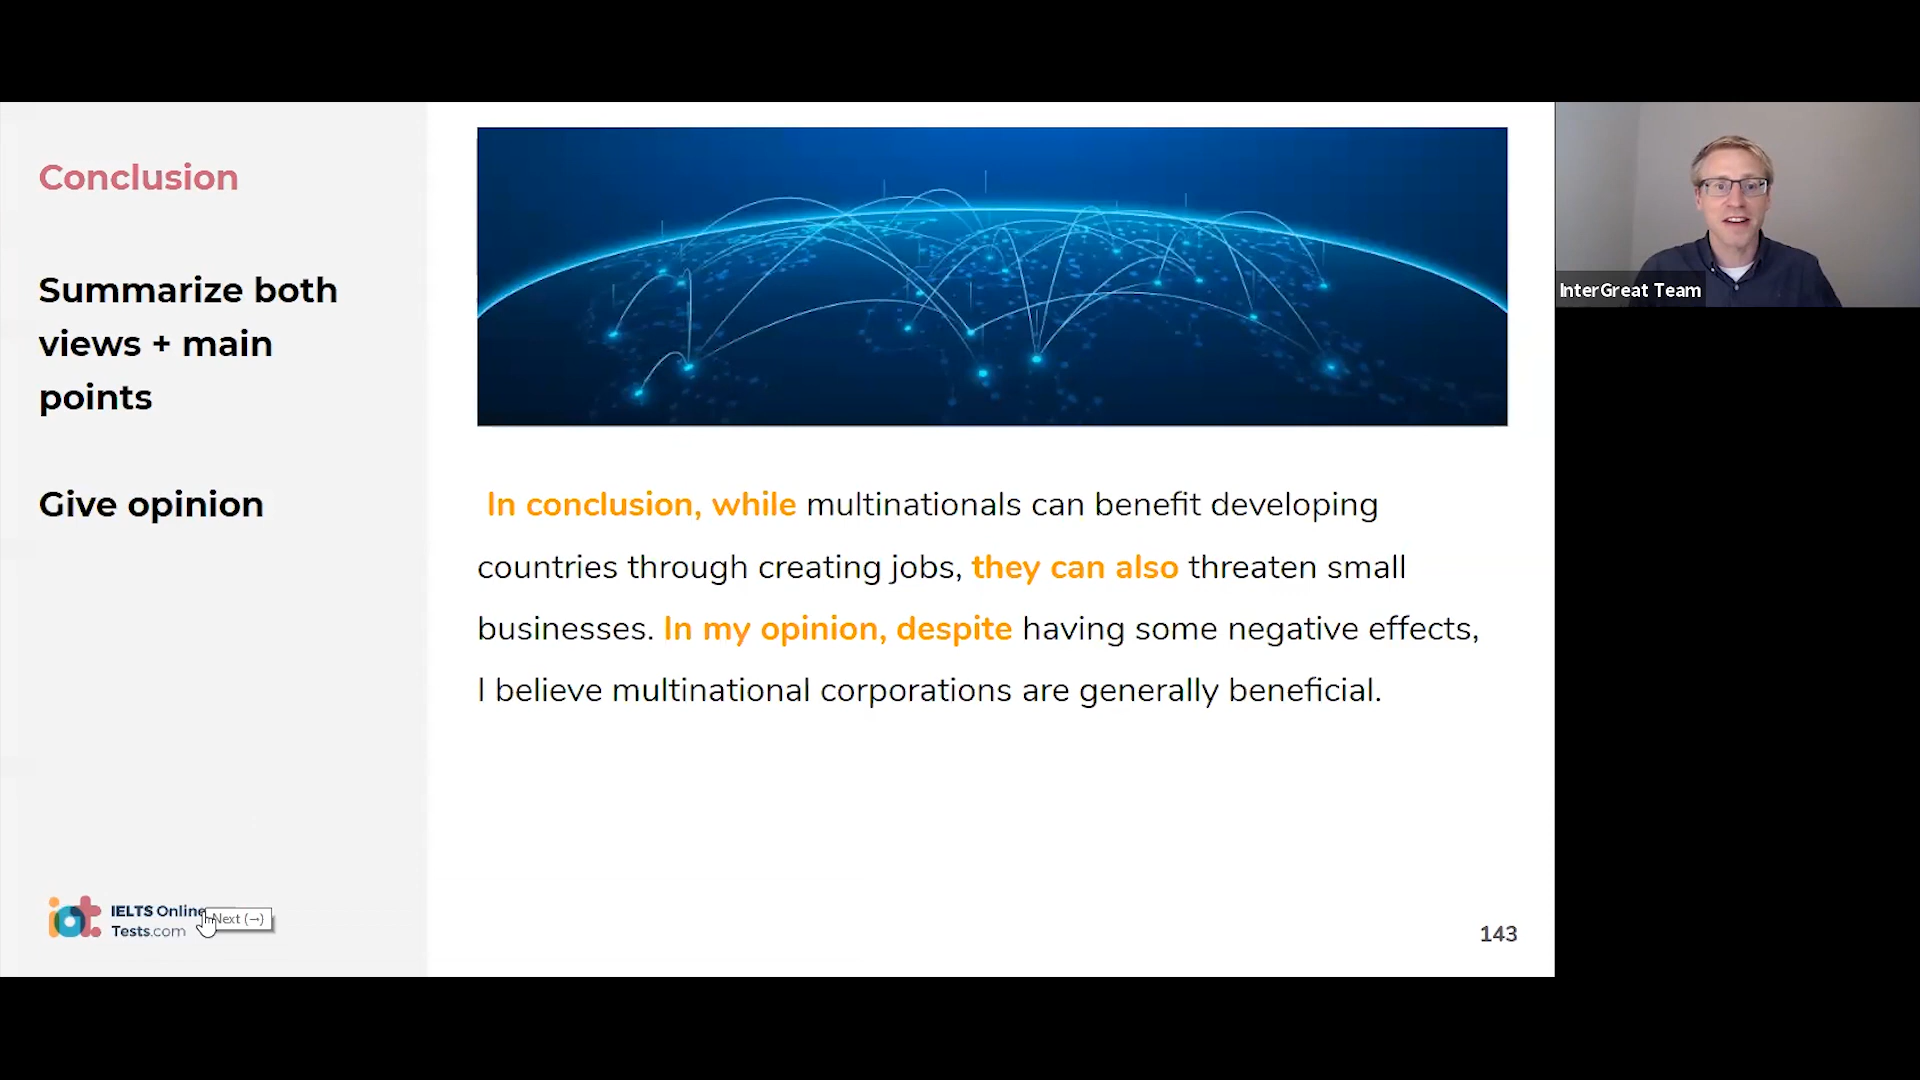 Conclusion
Summarize both
views + main
points
Give opinion
In conclusion, while multinationals can benefit developing
countries through creating jobs, they can also threaten small
businesses. In my opinion, despite having some negative effects,
I believe multinational corporations are generally beneficial.
InterGreat Team
iot
IELTS Online
Tests.com
Next (→)
143